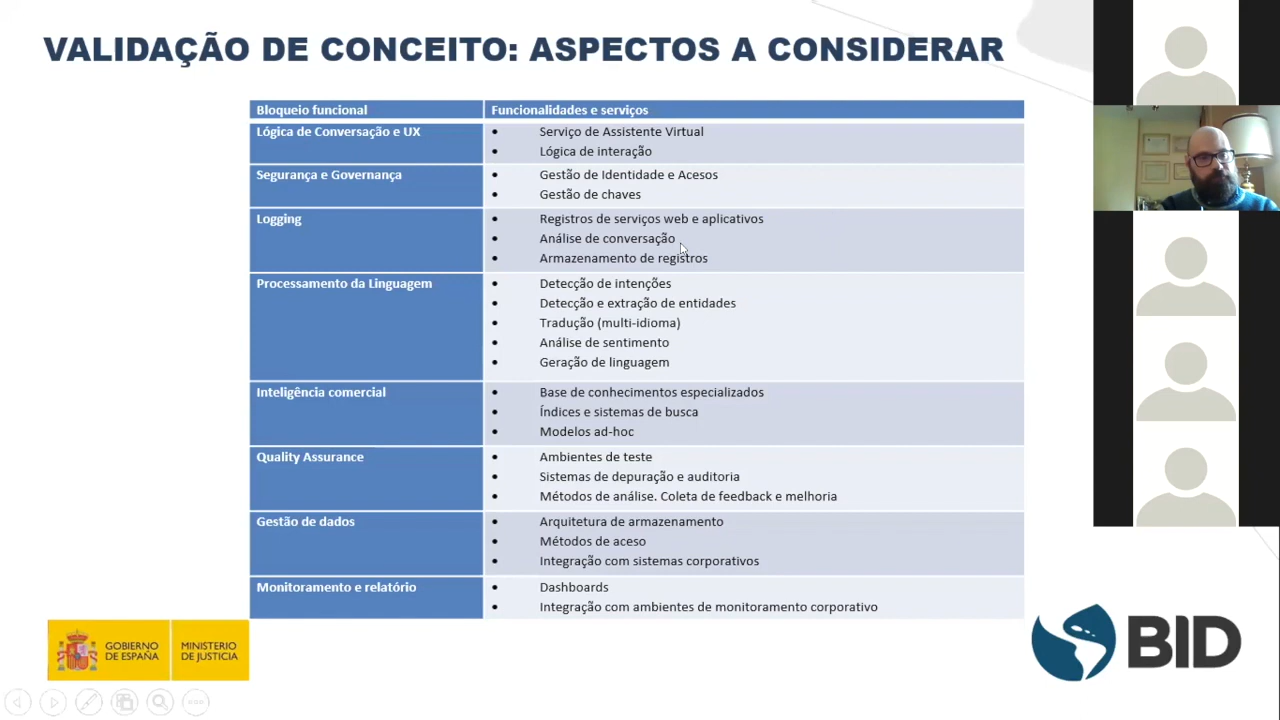 VALIDAÇÃO DE CONCEITO: ASPECTOS A CONSIDERAR
Bloqueio funcional
Funcionalidades e serviços
Lógica de Conversação e UX
• Serviço de Assistente Virtual
• Lógica de interação
Segurança e Governança
• Gestão de Identidade e Acesos
• Gestão de chaves
Logging
• Registros de serviços web e aplicativos
• Análise de conversação
• Armazenamento de registros
Processamento da Linguagem
• Detecção de intenções
• Detecção e extração de entidades
• Tradução (multi-idioma)
• Análise de sentimento
• Geração de linguagem
Inteligência comercial
• Base de conhecimentos especializados
• Índices e sistemas de busca
• Modelos ad-hoc
Quality Assurance
• Ambientes de teste
• Sistemas de depuração e auditoria
• Métodos de análise. Coleta de feedback e melhoria
Gestão de dados
• Arquitetura de armazenamento
• Métodos de aceso
• Integração com sistemas corporativos
Monitoramento e relatório
• Dashboards
• Integração com ambientes de monitoramento corporativo
GOBIERNO
DE ESPAÑA
MINISTERIO
DE JUSTICIA
BID